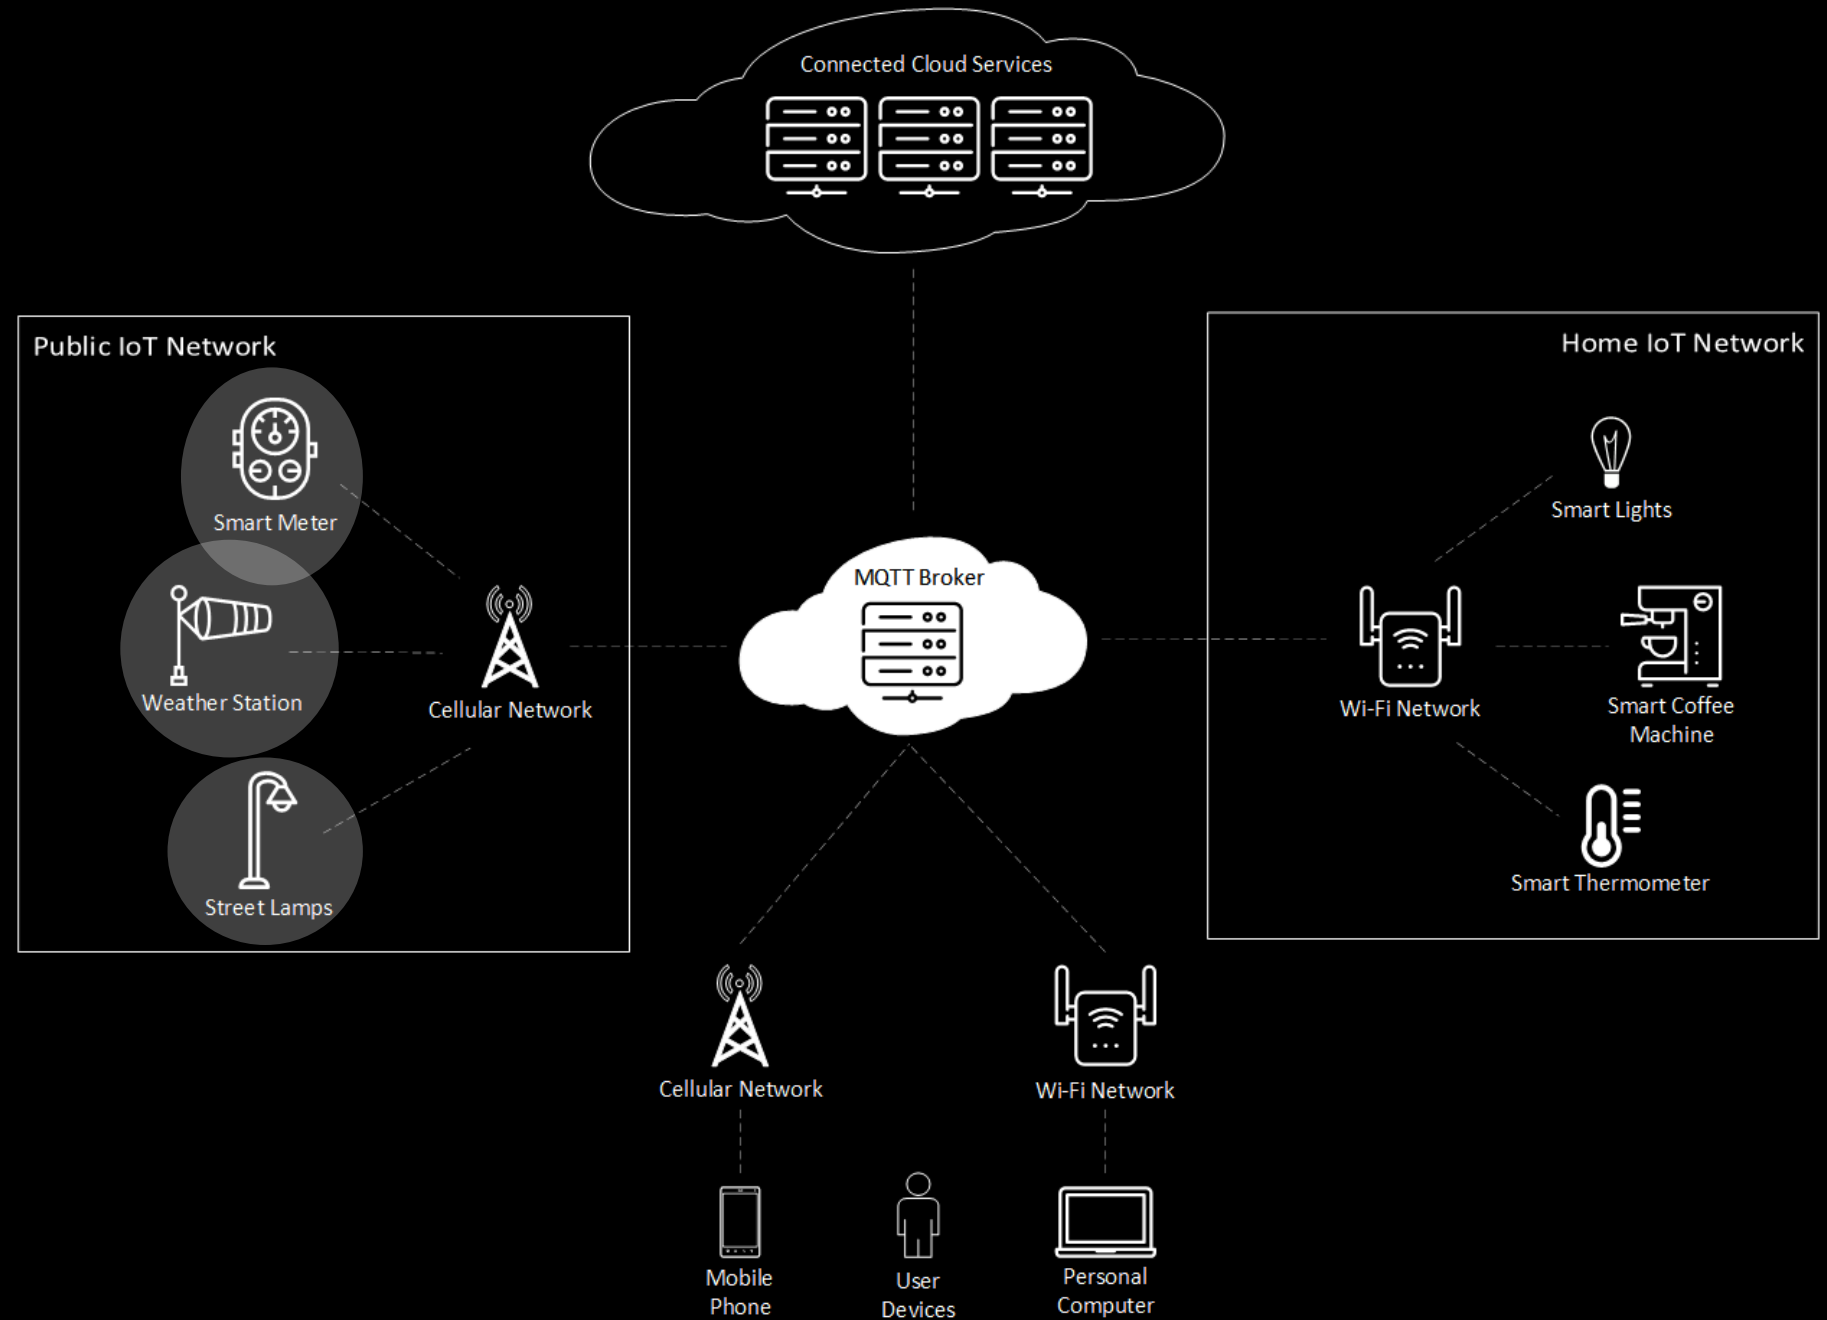 Connected Cloud Services
Public IoT Network
Home IoT Network
Smart Meter
Smart Lights
MQTT Broker
Weather Station
Cellular Network
Wi-Fi Network
Smart Coffee
Machine
Street Lamps
Smart Thermometer
Cellular Network
Wi-Fi Network
Mobile
Phone
User
Devices
Personal
Computer